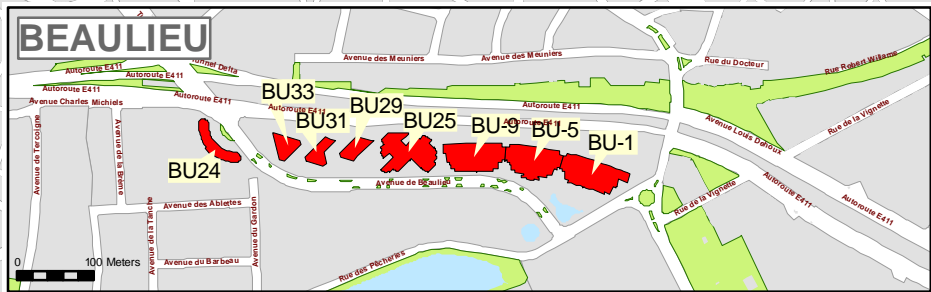 BEAULIEU
Avenue des Meuniers
Avenue des Meuniers
Rue du Docteur
Rue Robert Willame
Tunnel Delta
Autoroute E411
Autoroute E411
Autoroute E411
Autoroute E411
Autoroute E411
Avenue Charles Michiels
Avenue Louis Dehoux
Rue de la Vignette
BU33
BU31
BU29
BU25
BU-9
BU-5
BU-1
BU24
Avenue de Tercoigne
Avenue de la Brème
Avenue de Beaulieu
Avenue des Ablettes
Avenue de la Tanche
Avenue du Gardon
Avenue du Barbeau
Rue des Pêcheries
Rue de la Vignette
Autoroute E411
Autoroute E411
0 100 Meters